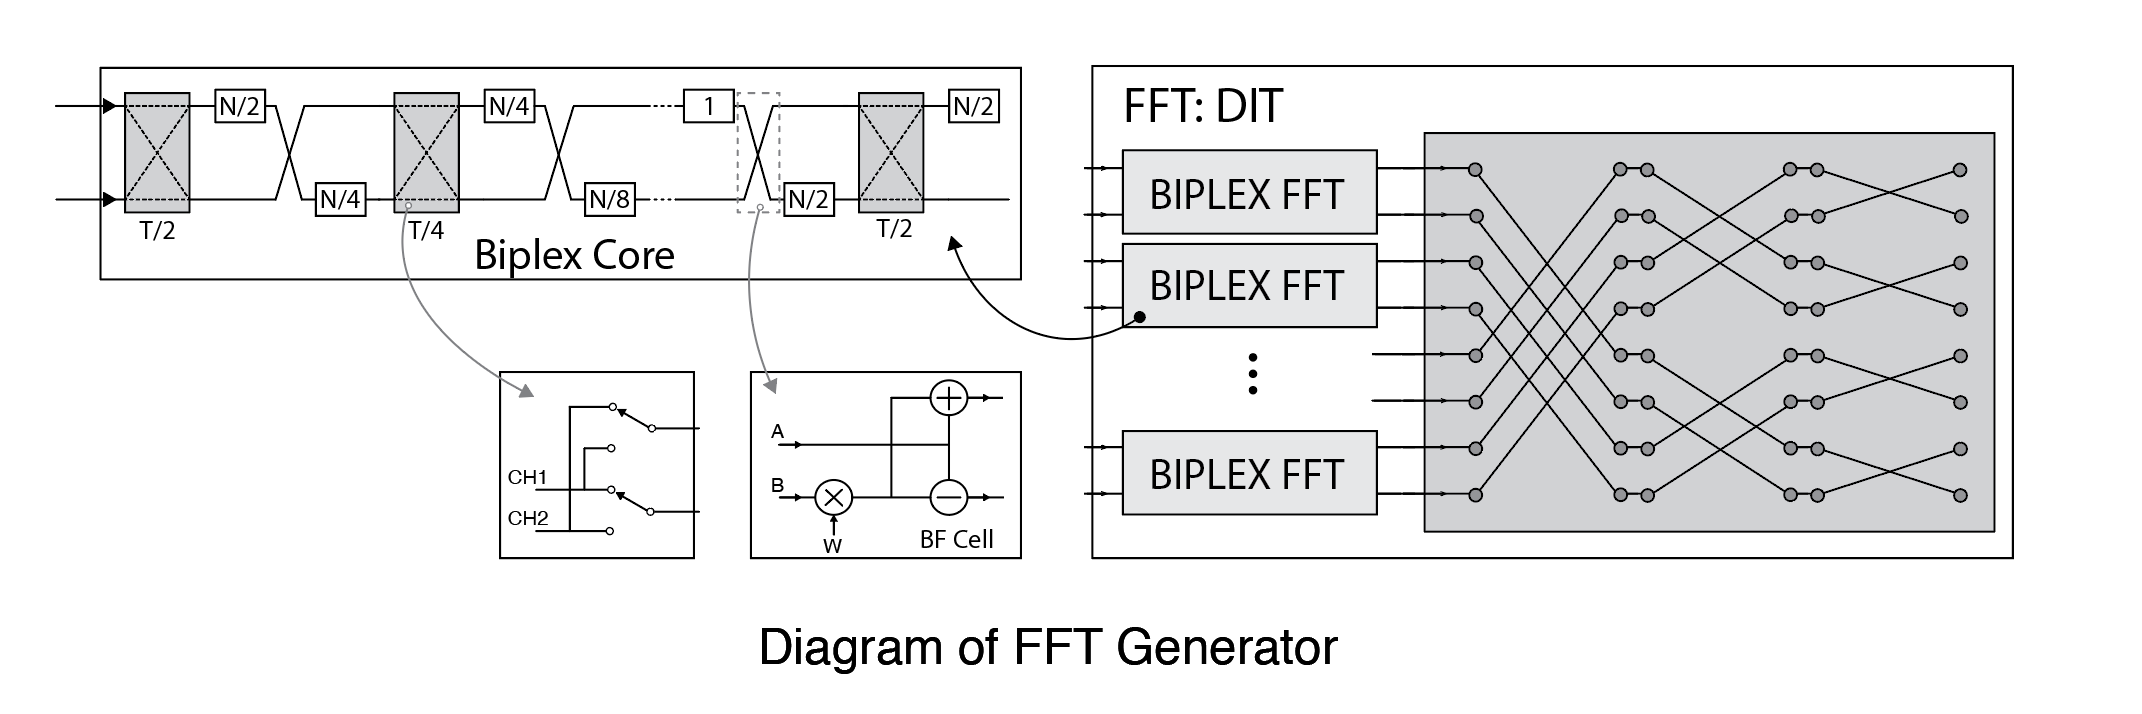 N/2
N/4
1
N/2
N/4
N/8
N/2
T/2
T/4
T/2
Biplex Core
CH1
CH2
A
B
W
BF Cell
FFT: DIT
BIPLEX FFT
BIPLEX FFT
BIPLEX FFT
Diagram of FFT Generator